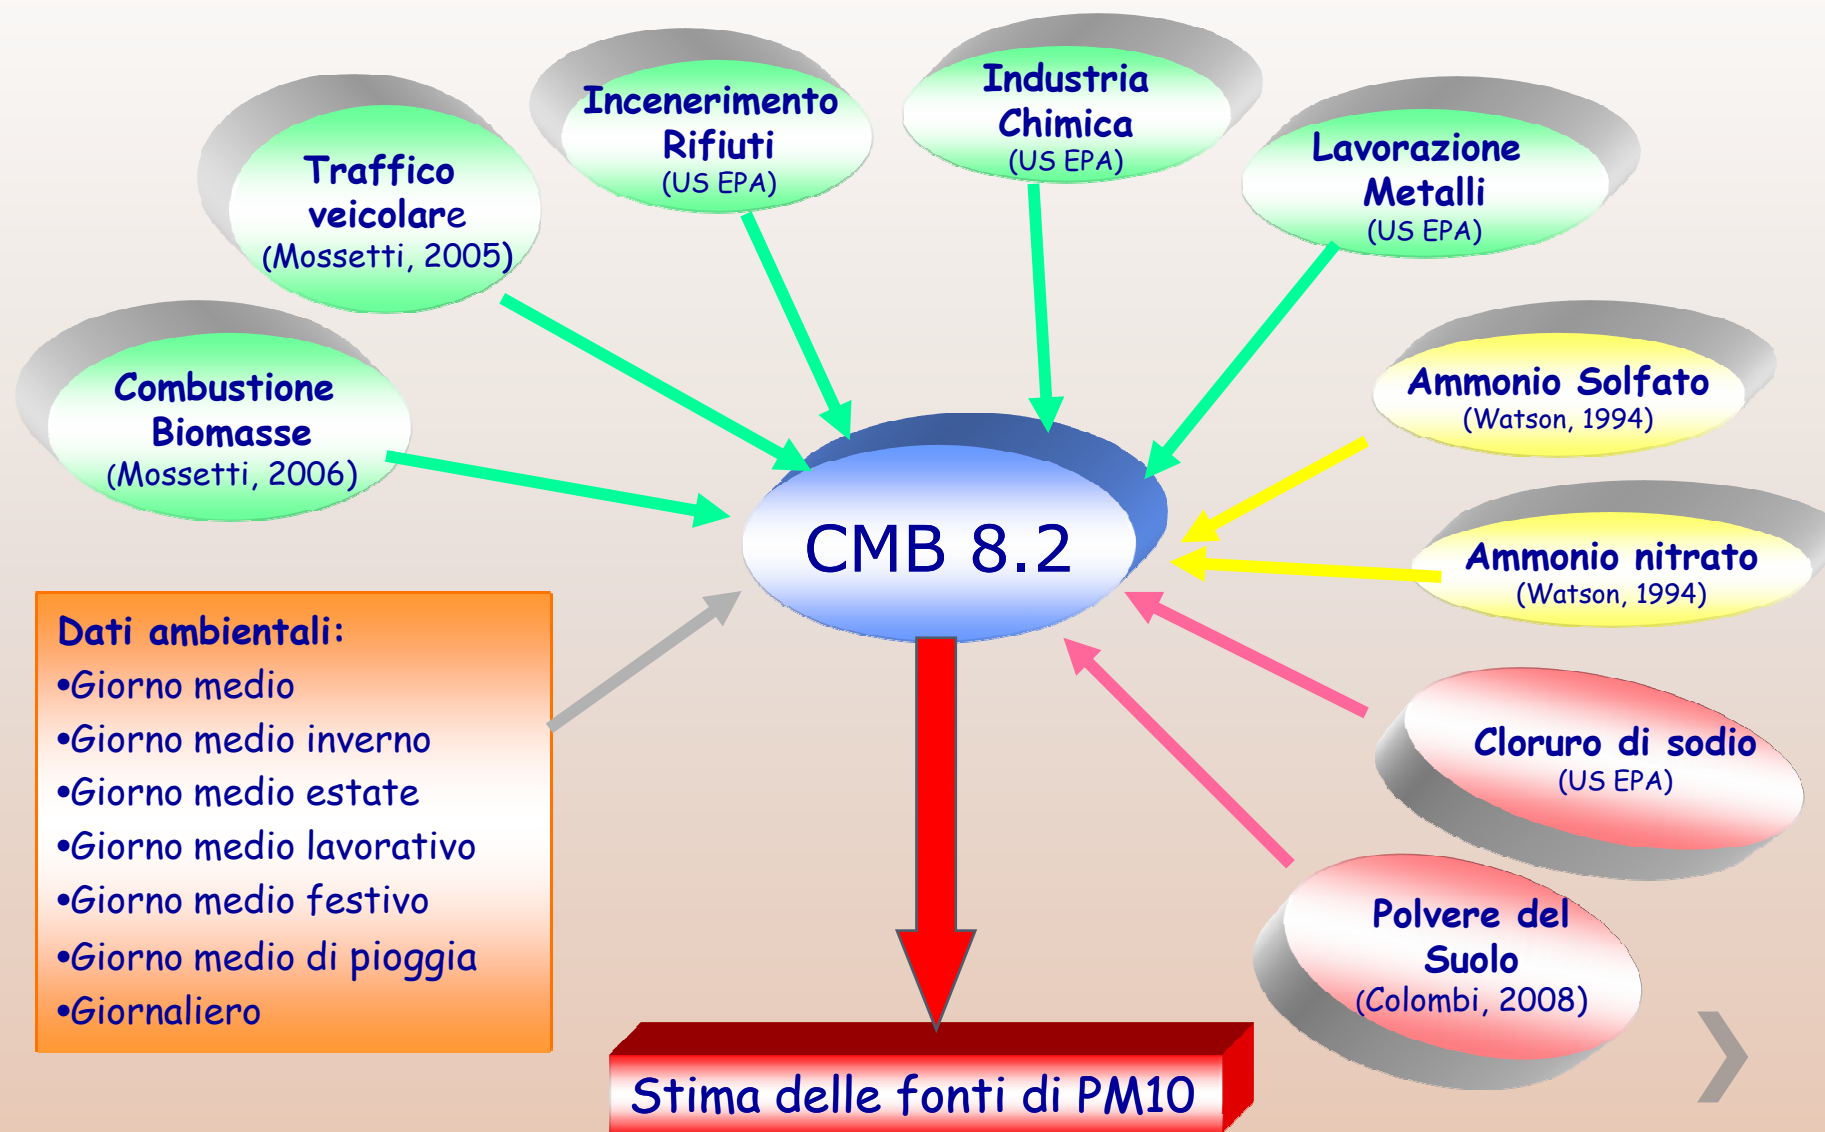 Incenerimento
Rifiuti
(US EPA)
Industria
Chimica
(US EPA)
Traffico
veicolare
(Mossetti, 2005)
Lavorazione
Metalli
(US EPA)
Combustione
Biomasse
(Mossetti, 2006)
Ammonio Solfato
(Watson, 1994)
CMB 8.2
Ammonio nitrato
(Watson, 1994)
Dati ambientali:
•Giorno medio
•Giorno medio inverno
•Giorno medio estate
•Giorno medio lavorativo
•Giorno medio festivo
•Giorno medio di pioggia
•Giornaliero
Cloruro di sodio
(US EPA)
Polvere del
Suolo
(Colombi, 2008)
Stima delle fonti di PM10